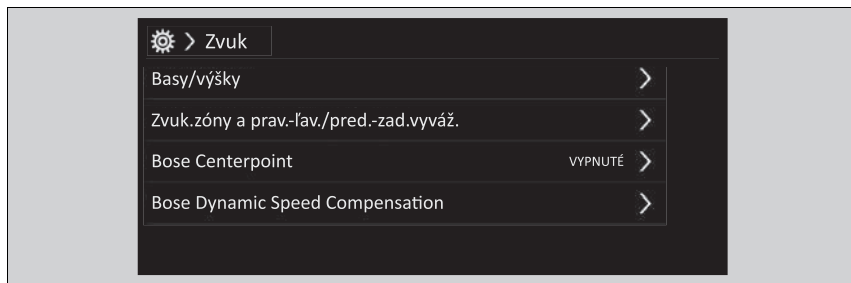 Zvuk
Basy/výšky
Zvuk.zóny a prav.-ľav./pred.-zad.vyváž.
Bose Centerpoint VYPNUTÉ
Bose Dynamic Speed Compensation